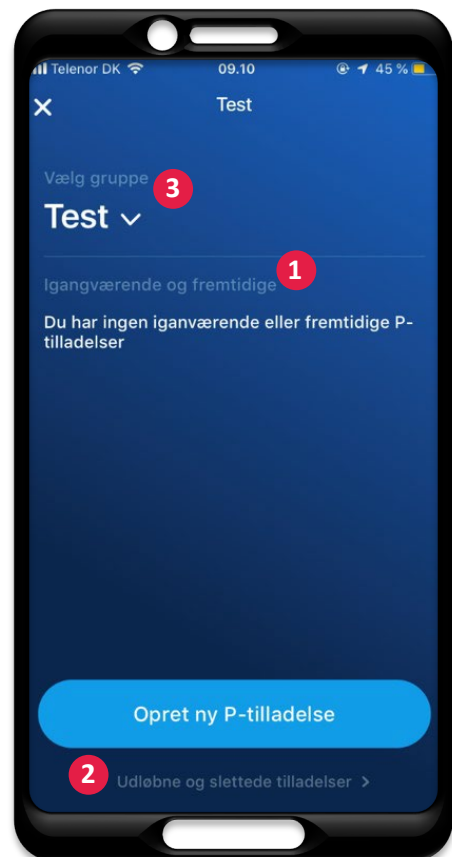 Telenor DK 09.10 45 %
Test
Vælg gruppe 3
Test
1
Igangværende og fremtidige
Du har ingen iganværende eller fremtidige P-
tilladelser
Opret ny P-tilladelse
2 Udløbne og slettede tilladelser >